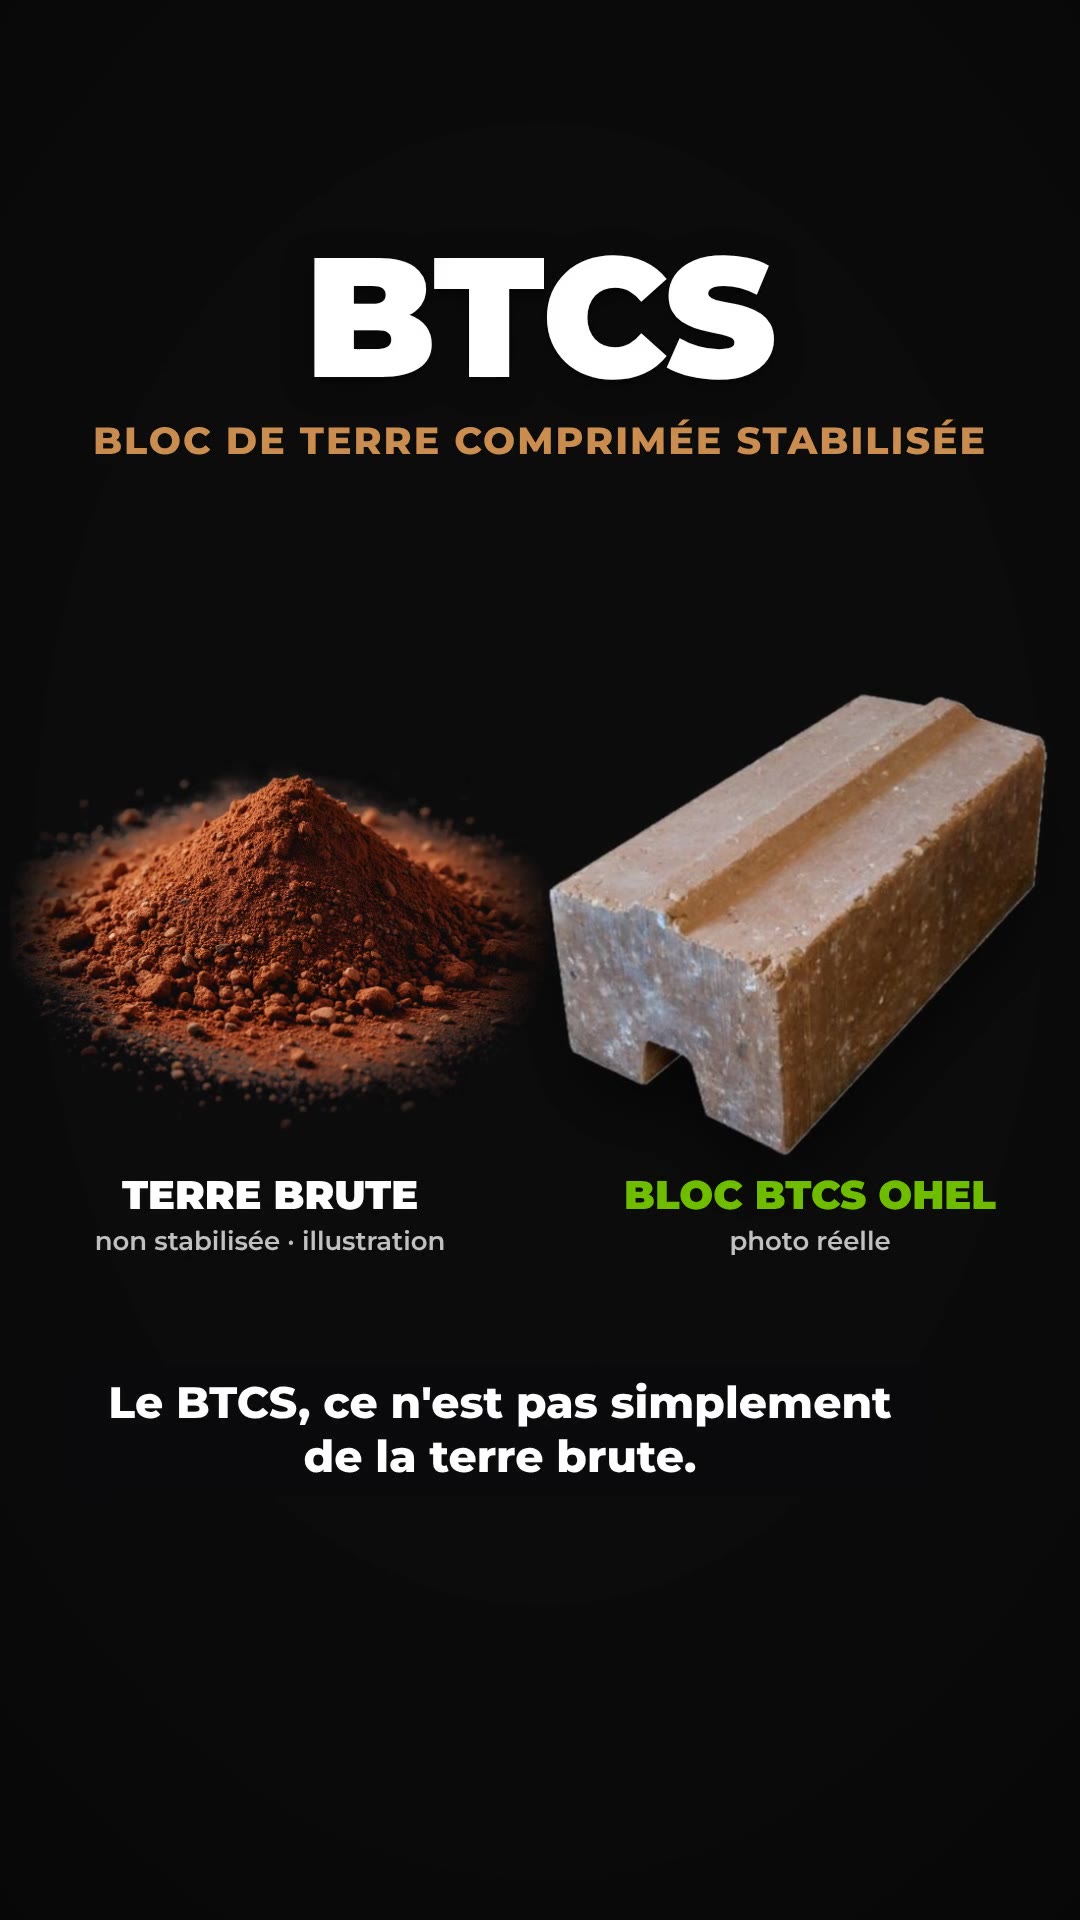 BTCS
BLOC DE TERRE COMPRIMÉE STABILISÉE
TERRE BRUTE
non stabilisée · illustration
BLOC BTCS OHEL
photo réelle
Le BTCS, ce n'est pas simplement
de la terre brute.